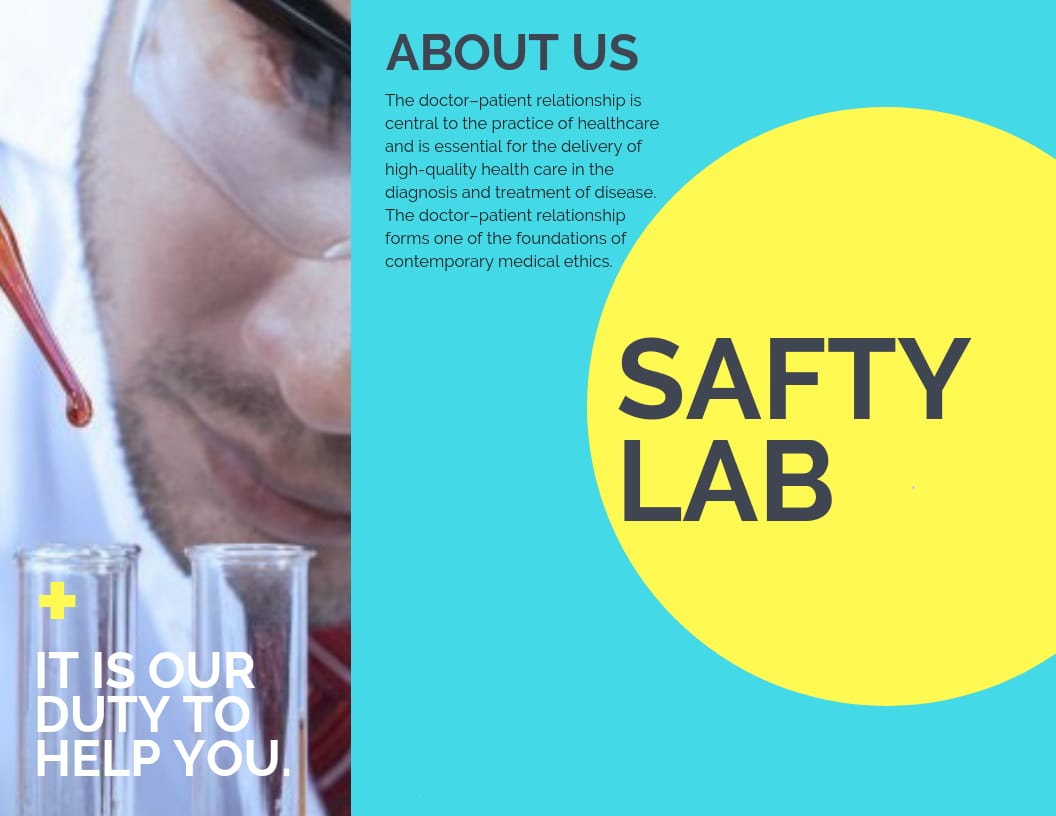 ABOUT US
The doctor–patient relationship is
central to the practice of healthcare
and is essential for the delivery of
high-quality health care in the
diagnosis and treatment of disease.
The doctor–patient relationship
forms one of the foundations of
contemporary medical ethics.
SAFTY
LAB
IT IS OUR
DUTY TO
HELP YOU.